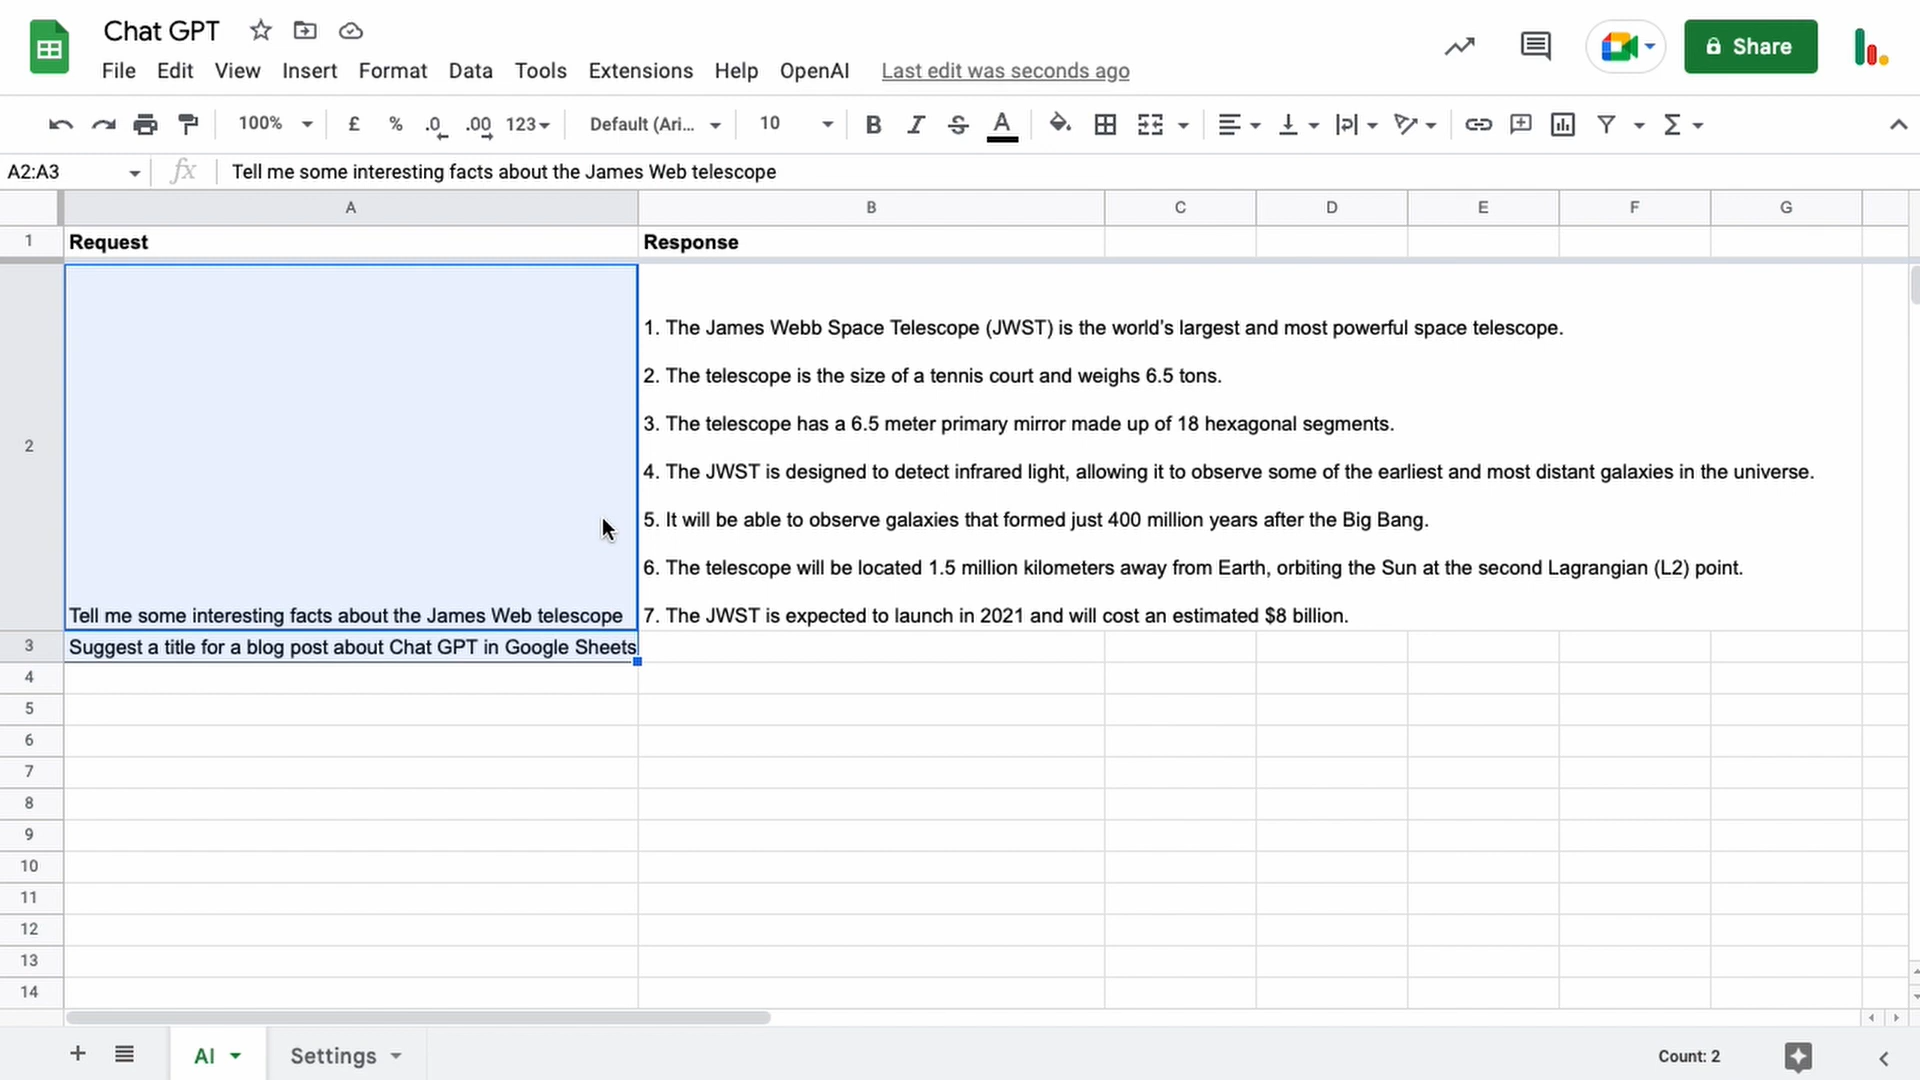 Chat GPT
File Edit View Insert Format Data Tools Extensions Help OpenAI Last edit was seconds ago
Share
100% £ % .0 .00 123 Default (Ari... 10 B I S A
A2:A3 fx Tell me some interesting facts about the James Web telescope
A B C D E F G
1 Request Response
1. The James Webb Space Telescope (JWST) is the world's largest and most powerful space telescope.
2. The telescope is the size of a tennis court and weighs 6.5 tons.
3. The telescope has a 6.5 meter primary mirror made up of 18 hexagonal segments.
2
4. The JWST is designed to detect infrared light, allowing it to observe some of the earliest and most distant galaxies in the universe.
5. It will be able to observe galaxies that formed just 400 million years after the Big Bang.
6. The telescope will be located 1.5 million kilometers away from Earth, orbiting the Sun at the second Lagrangian (L2) point.
Tell me some interesting facts about the James Web telescope 7. The JWST is expected to launch in 2021 and will cost an estimated $8 billion.
3 Suggest a title for a blog post about Chat GPT in Google Sheets
4
5
6
7
8
9
10
11
12
13
14
AI Settings Count: 2